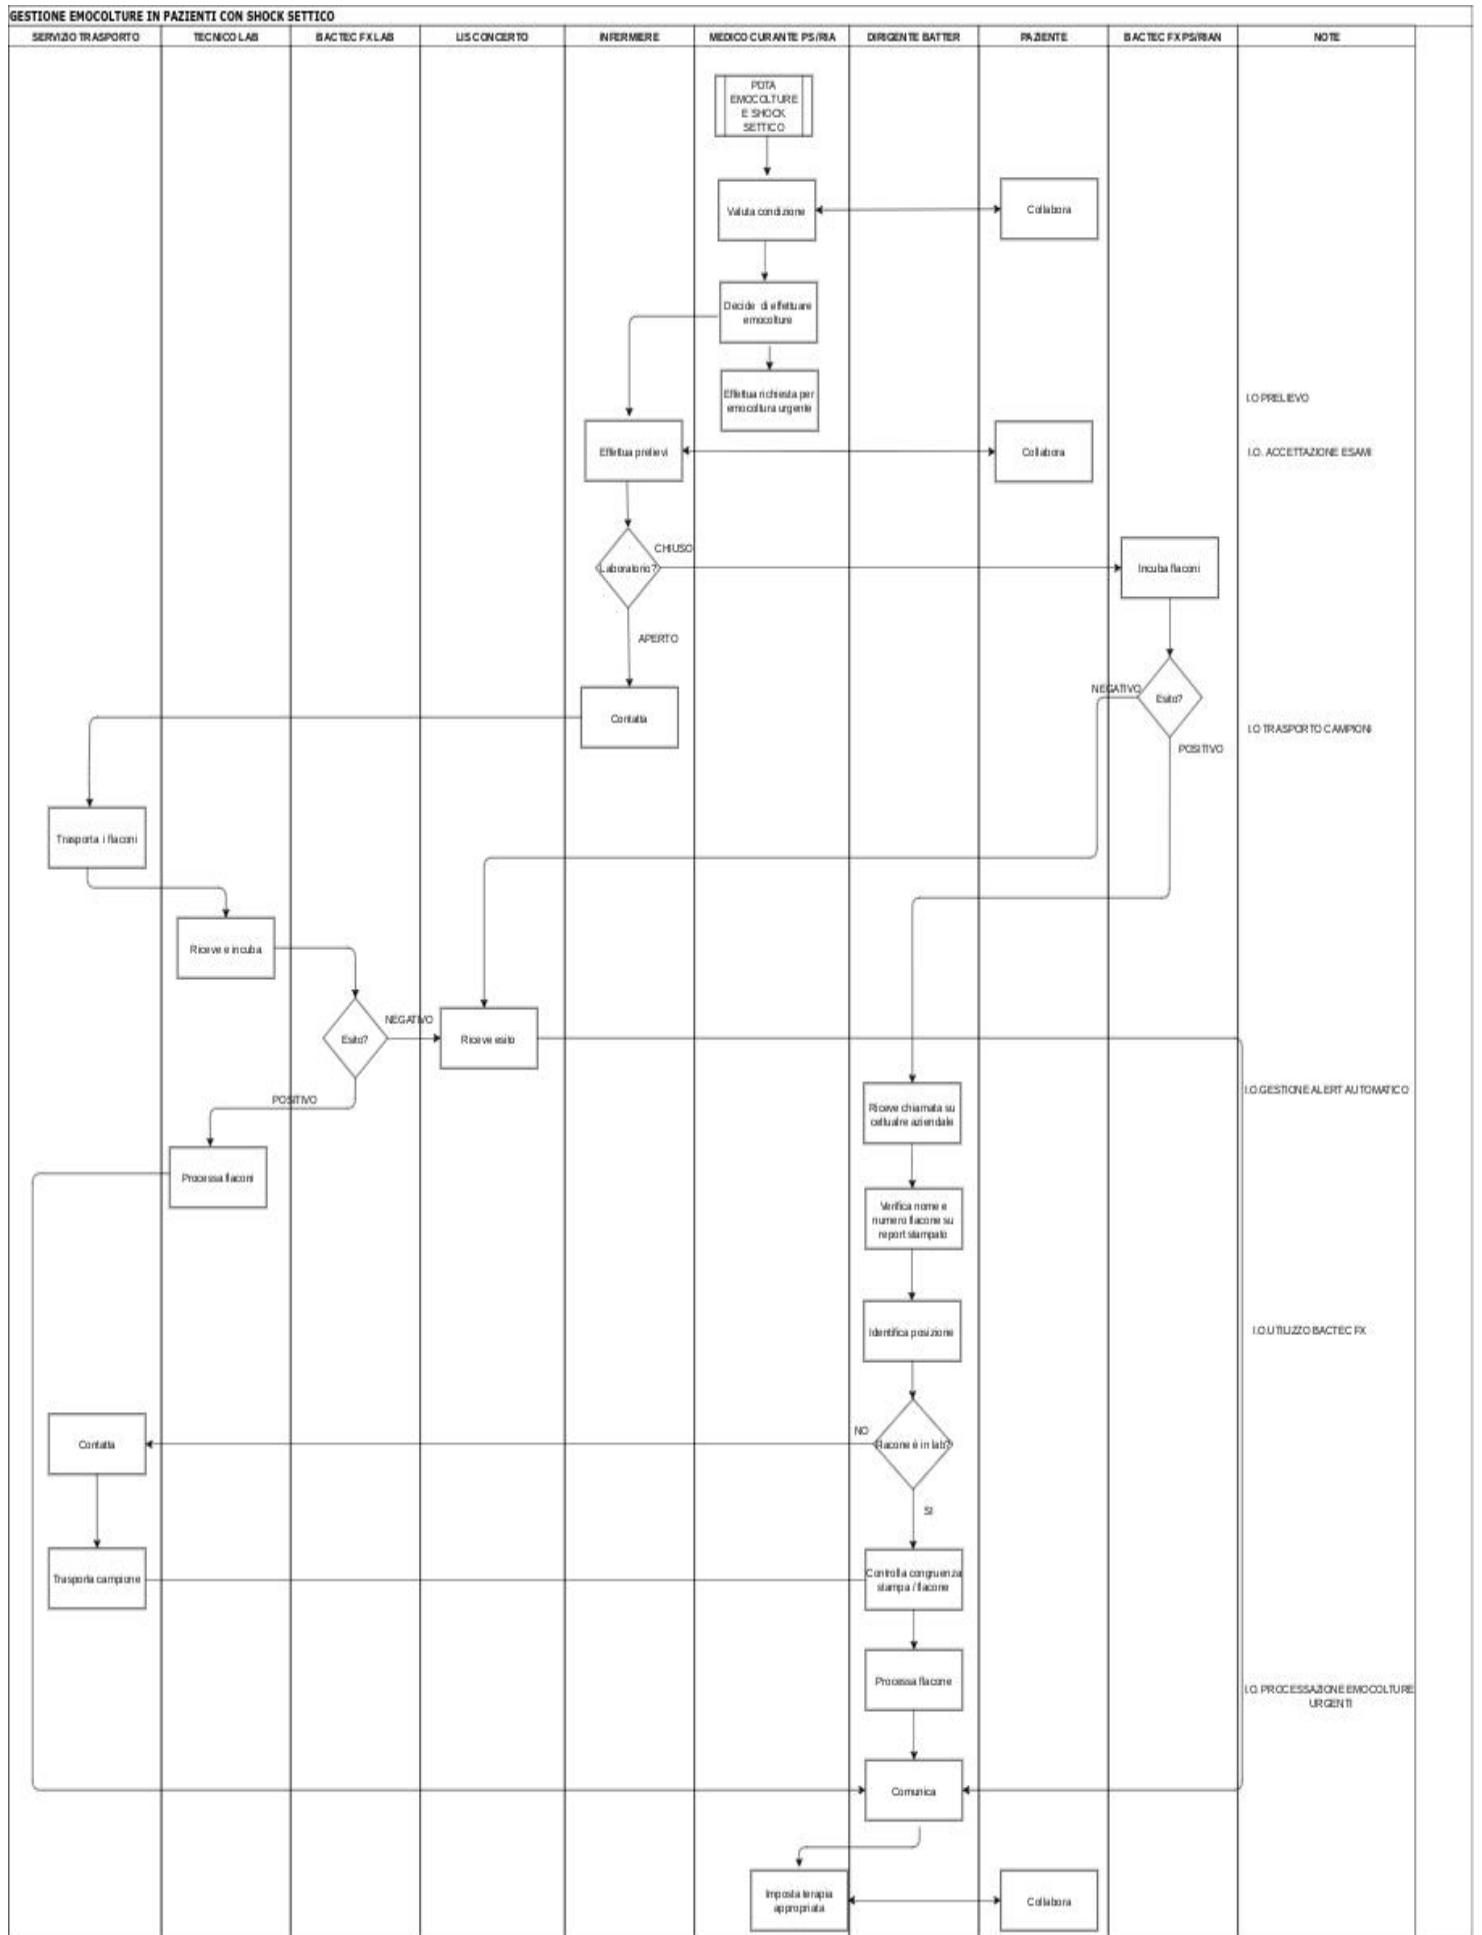 GESTIONE EMOCOLTURE IN PAZIENTI CON SHOCK SETTICO
SERVIZIO TRASPORTO
TECNICO LAB
BACTEC FX LAB
LIS CONCERTO
INFERMIERE
MEDICO CURANTE PS/RIA
DIRIGENTE BATTER
PAZIENTE
BACTEC FX PS/RIAN
NOTE
PDTA
EMOCOLTURE
E SHOCK
SETTICO
Valuta condizione
Collabora
Decide di effettuare
emocolture
Effettua richiesta per
emocoltura urgente
I.O PRELIEVO
Effettua prelievi
Collabora
I.O. ACCETTAZIONE ESAMI
CHIUSO
Laboratorio?
Incuba flaconi
APERTO
NEGATIVO
Esito?
Contatta
I.O TRASPORTO CAMPIONI
POSITIVO
Trasporta i flaconi
Riceve e incuba
NEGATIVO
Esito?
Riceve esito
POSITIVO
I.O.GESTIONE ALERT AUTOMATICO
Riceve chiamata su
cellualre aziendale
Processa flaconi
Verifica nome e
numero flacone su
report stampato
Identifica posizione
I.O.UTILIZZO BACTEC FX
NO
Contatta
Flacone è in lab?
SI
Trasporta campione
Controlla congruenza
stampa / flacone
Processa flacone
I.O. PROCESSAZIONE EMOCOLTURE
URGENTI
Comunica
Imposta terapia
appropriata
Collabora